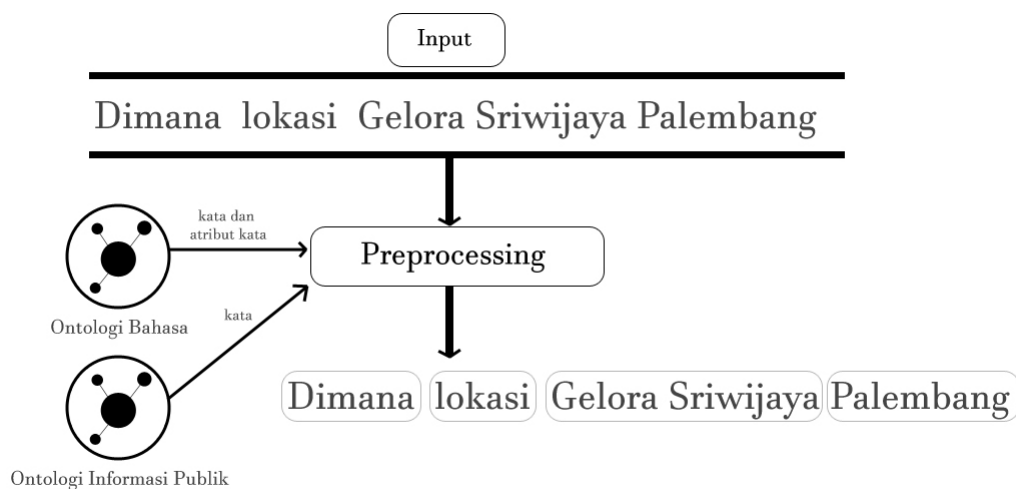 Input
Dimana lokasi Gelora Sriwijaya Palembang
kata dan
atribut kata
Preprocessing
Ontologi Bahasa
kata
Dimana lokasi Gelora Sriwijaya Palembang
Ontologi Informasi Publik